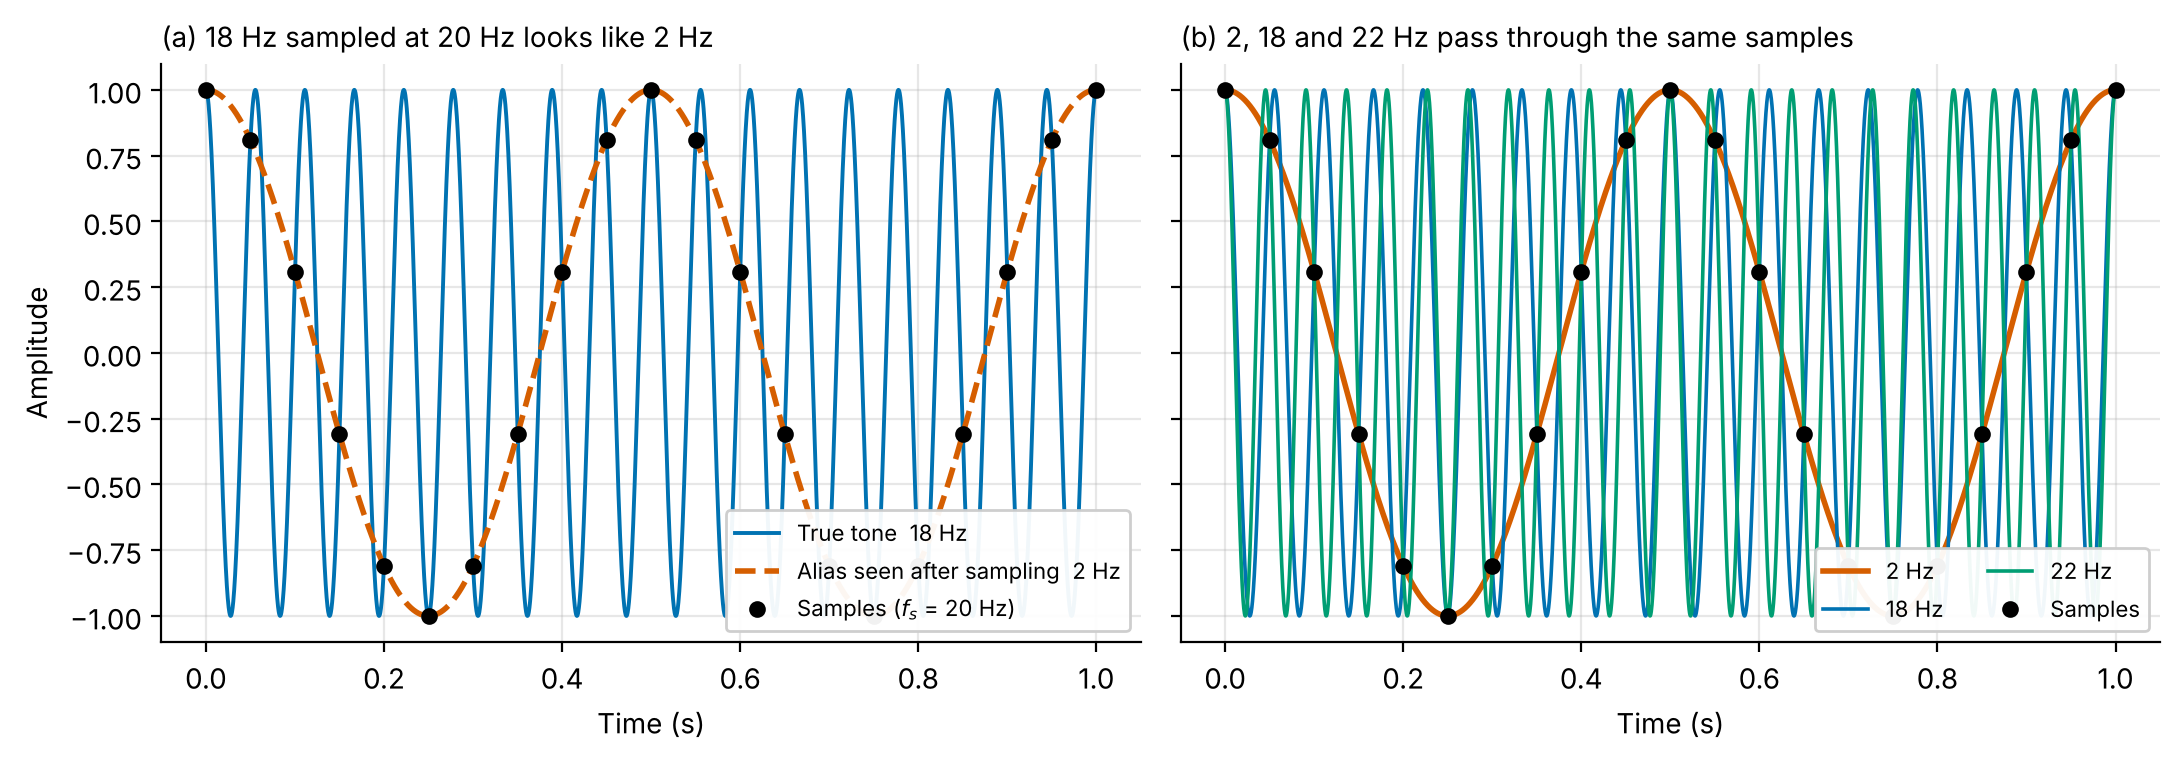 (a) 18 Hz sampled at 20 Hz looks like 2 Hz
Amplitude
1.00
0.75
0.50
0.25
0.00
−0.25
−0.50
−0.75
−1.00
True tone 18 Hz
Alias seen after sampling 2 Hz
Samples (fs = 20 Hz)
0.0 0.2 0.4 0.6 0.8 1.0
Time (s)
(b) 2, 18 and 22 Hz pass through the same samples
2 Hz 22 Hz
18 Hz Samples
0.0 0.2 0.4 0.6 0.8 1.0
Time (s)